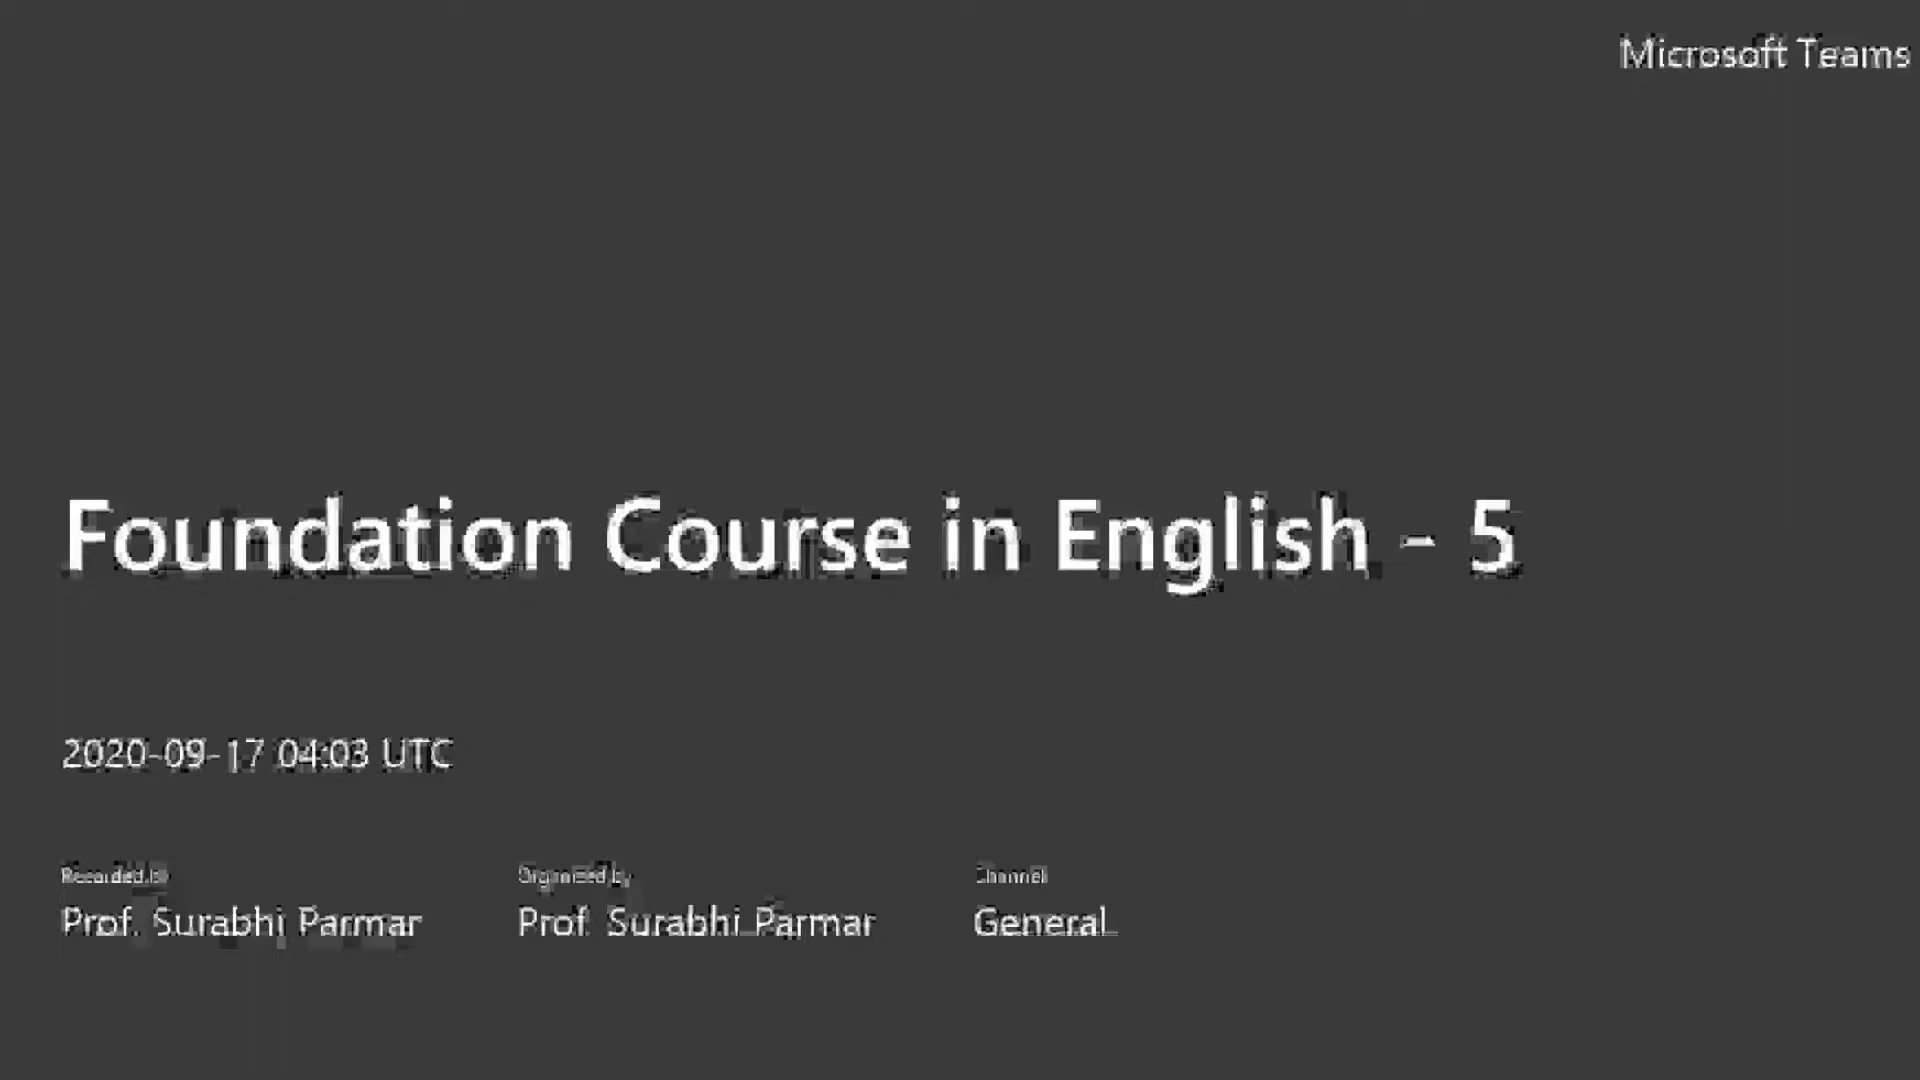 Microsoft Teams
Foundation Course in English - 5
2020-09-17 04:03 UTC
Recorded by
Organized by
Channel
Prof. Surabhi Parmar
Prof. Surabhi Parmar
General